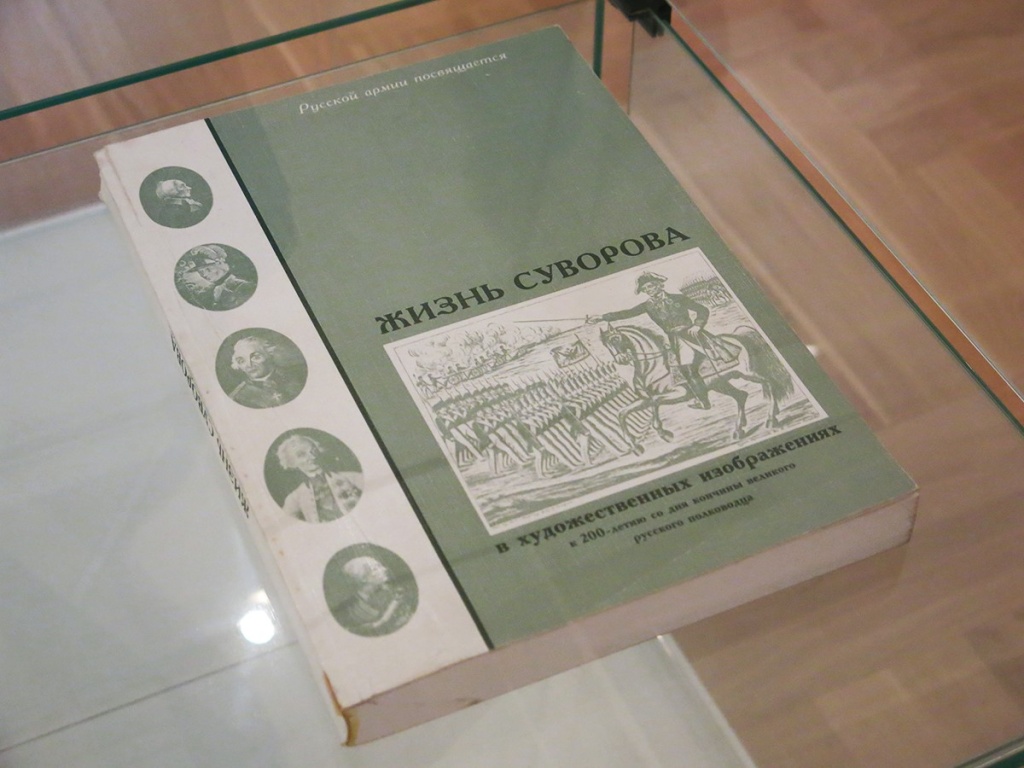 Русской армии посвящается
ЖИЗНЬ СУВОРОВА
в художественных изображениях
к 200-летию со дня кончины великого
русского полководца